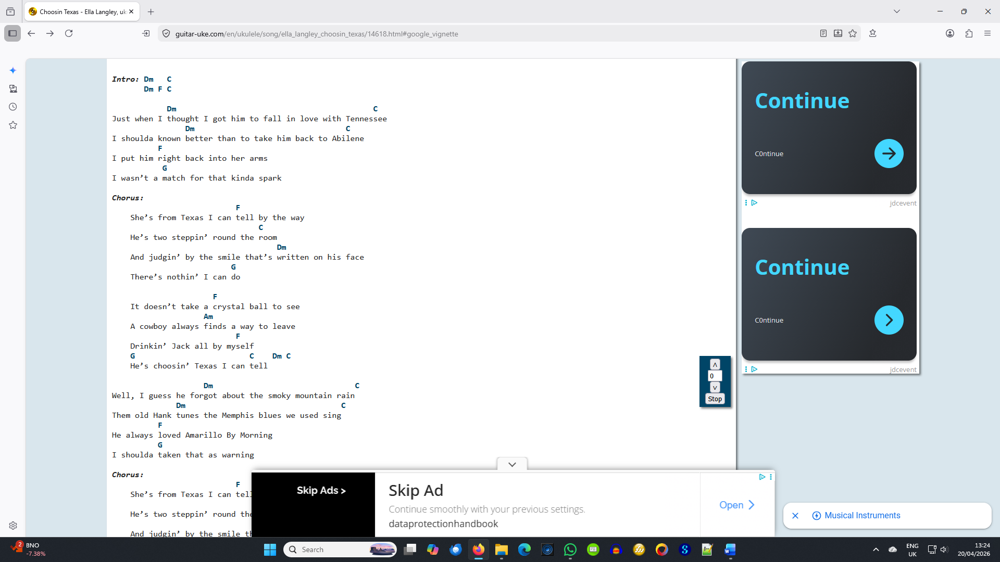 Choosin Texas - Ella Langley, uk
guitar-uke.com/en/ukulele/song/ella_langley_choosin_texas/14618.html#google_vignette
Intro: Dm C
Dm F C
Dm C
Just when I thought I got him to fall in love with Tennessee
Dm C
I shoulda known better than to take him back to Abilene
F
I put him right back into her arms
G
I wasn’t a match for that kinda spark
Chorus:
F
She’s from Texas I can tell by the way
C
He’s two steppin’ round the room
Dm
And judgin’ by the smile that’s written on his face
G
There’s nothin’ I can do
F
It doesn’t take a crystal ball to see
Am
A cowboy always finds a way to leave
F
Drinkin’ Jack all by myself
G C Dm C
He’s choosin’ Texas I can tell
Dm C
Well, I guess he forgot about the smoky mountain rain
Dm C
Them old Hank tunes the Memphis blues we used sing
F
He always loved Amarillo By Morning
G
I shoulda taken that as warning
Chorus:
F
She’s from Texas I can tell
He’s two steppin’ round the
And judgin’ by the smile th
Continue
C0ntinue
jdcevent
Continue
C0ntinue
jdcevent
Λ
0
V
Stop
Skip Ads >
Skip Ad
Continue smoothly with your previous settings.
dataprotectionhandbook
Open
Musical Instruments
2
BNO
-7.38%
Search
ENG
UK
13:24
20/04/2026